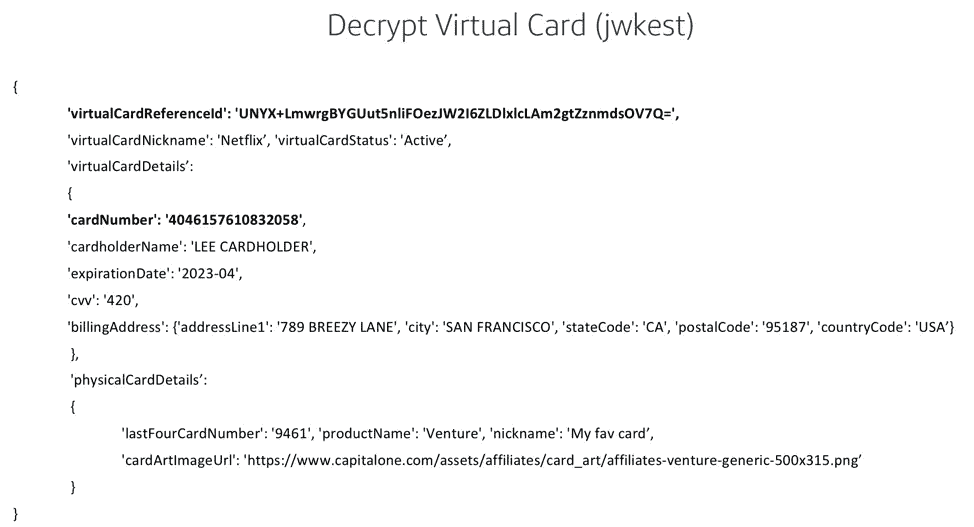 Decrypt Virtual Card (jwkest)
{
'virtualCardReferenceId': 'UNYX+LmwrgBYGUut5nliFOezJW2I6ZLDlxlcLAm2gtZznmdsOV7Q=',
'virtualCardNickname': 'Netflix’, 'virtualCardStatus': 'Active’,
'virtualCardDetails’:
{
'cardNumber': '4046157610832058',
'cardholderName': 'LEE CARDHOLDER',
'expirationDate': '2023-04',
'cvv': '420',
'billingAddress': {'addressLine1': '789 BREEZY LANE', 'city': 'SAN FRANCISCO', 'stateCode': 'CA', 'postalCode': '95187', 'countryCode': 'USA’}
},
'physicalCardDetails’:
{
'lastFourCardNumber': '9461', 'productName': 'Venture', 'nickname': 'My fav card’,
'cardArtImageUrl': 'https://www.capitalone.com/assets/affiliates/card_art/affiliates-venture-generic-500x315.png’
}
}